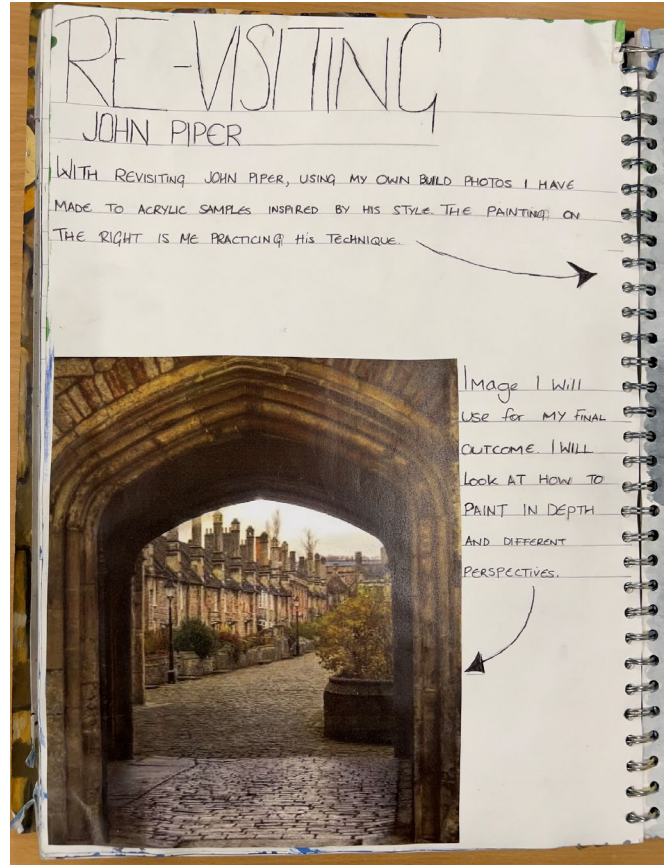 RE-VISITING
JOHN PIPER
WITH REVISITING JOHN PIPER, USING MY OWN BUILD PHOTOS I HAVE
MADE TO ACRYLIC SAMPLES INSPIRED BY HIS STYLE. THE PAINTING ON
THE RIGHT IS ME PRACTICING HiS TECHNIQUE.
IMage I Will
use for MY FINAL
OUTCOME. I WILL
LOOK AT HOW TO
PAINT IN DEPTH
AND DIFFERENT
PERSPECTIVES.